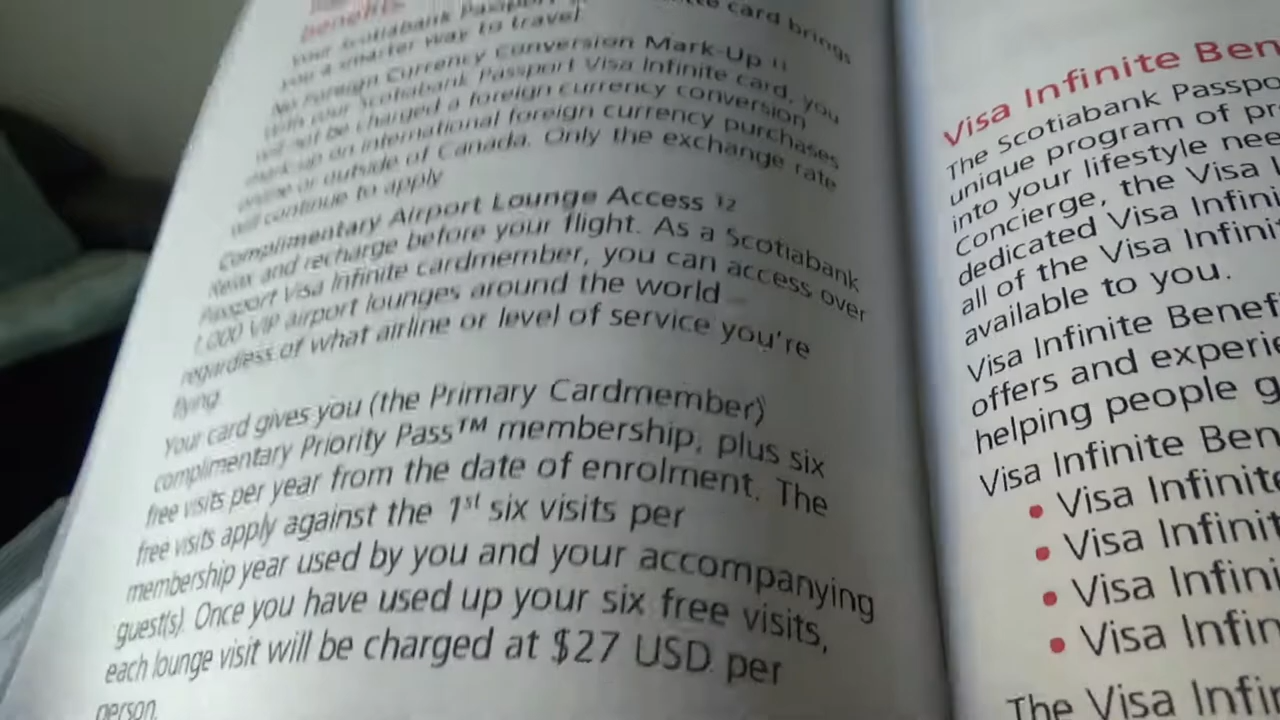 benefits
Your Scotiabank Passport card brings
you a smarter way to travel
No Foreign Currency Conversion Mark-Up 11
With your Scotiabank Passport Visa Infinite card, you
will not be charged a foreign currency conversion
mark-up on international foreign currency purchases
online or outside of Canada. Only the exchange rate
will continue to apply
Complimentary Airport Lounge Access 12
Relax and recharge before your flight. As a Scotiabank
Passport Visa Infinite cardmember, you can access over
1,000 VIP airport lounges around the world
regardless of what airline or level of service you're
flying.
Your card gives you (the Primary Cardmember)
complimentary Priority Pass™ membership, plus six
free visits per year from the date of enrolment. The
free visits apply against the 1st six visits per
membership year used by you and your accompanying
guest(s). Once you have used up your six free visits,
each lounge visit will be charged at $27 USD per
person.
Visa Infinite Ben
The Scotiabank Passpo
unique program of pr
into your lifestyle nee
Concierge, the Visa I
dedicated Visa Infini
all of the Visa Infinit
available to you.
Visa Infinite Benef
offers and experie
helping people g
Visa Infinite Ben
• Visa Infinite
• Visa Infinit
• Visa Infini
• Visa Infin
The Visa Infir